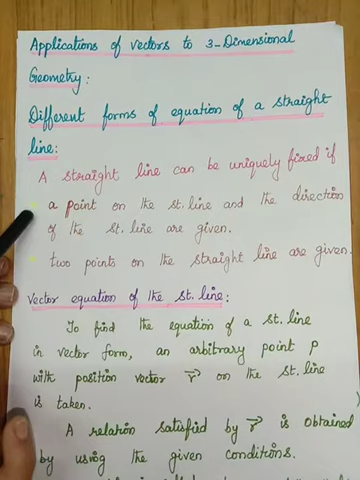 Applications of vectors to 3-Dimensional
Geometry:
Different forms of equation of a straight
line:
A straight line can be uniquely fixed if
a point on the st.line and the direction
of the st.line are given.
two points on the straight line are given.
Vector equation of the st.line:
To find the equation of a st.line
in vector form, an arbitrary point P
with position vector r⃗ on the st.line
is taken.
A relation satisfied by r⃗ is obtained
by using the given conditions.